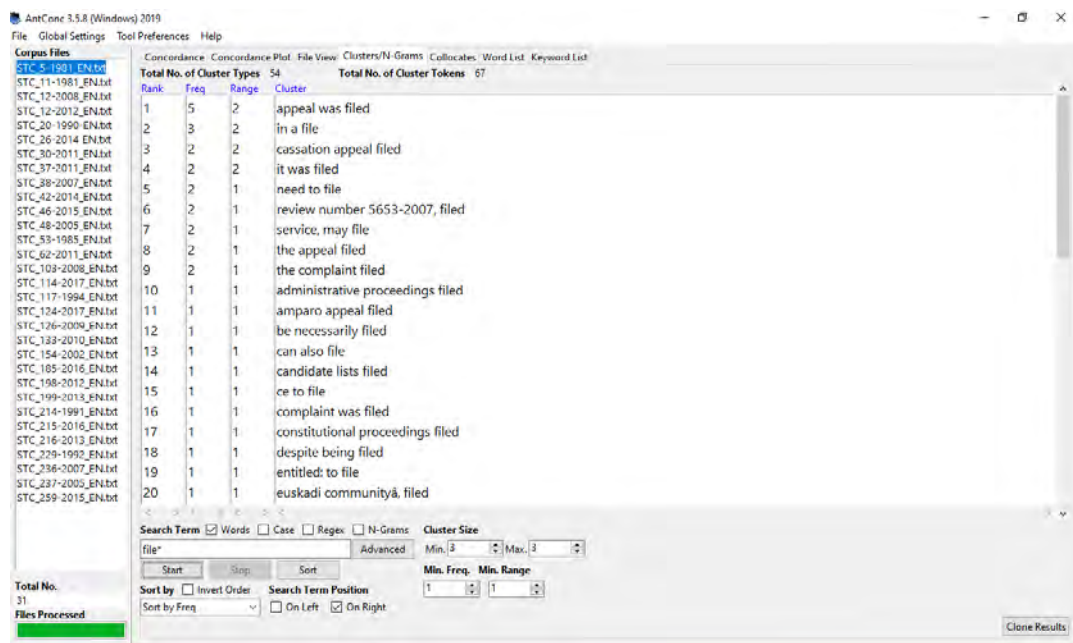 AntConc 3.5.8 (Windows) 2019
File Global Settings Tool Preferences Help
Corpus Files
STC_5-1981_EN.txt
STC_11-1981_EN.txt
STC_12-2008_EN.txt
STC_12-2012_EN.txt
STC_20-1990-EN.txt
STC_26-2014 EN.txt
STC_30-2011_EN.txt
STC_37-2011_EN.txt
STC_38-2007_EN.txt
STC_42-2014_EN.txt
STC_46-2015_EN.txt
STC_48-2005_EN.txt
STC_53-1985_EN.txt
STC_62-2011_EN.txt
STC_103-2008_EN.txt
STC_114-2017_EN.txt
STC_117-1994_EN.txt
STC_124-2017_EN.txt
STC_126-2009_EN.txt
STC_133-2010_EN.txt
STC_154-2002_EN.txt
STC_185-2016_EN.txt
STC_198-2012_EN.txt
STC_199-2013_EN.txt
STC_214-1991_EN.txt
STC_215-2016_EN.txt
STC_216-2013_EN.txt
STC_229-1992_EN.txt
STC_236-2007_EN.txt
STC_237-2005_EN.txt
STC_259-2015_EN.txt
Total No.
31
Files Processed
Concordance Concordance Plot File View Clusters/N-Grams Collocates Word List Keyword List
Total No. of Cluster Types 54 Total No. of Cluster Tokens 67
Rank Freq Range Cluster
1 5 2 appeal was filed
2 3 2 in a file
3 2 2 cassation appeal filed
4 2 2 it was filed
5 2 1 need to file
6 2 1 review number 5653-2007, filed
7 2 1 service, may file
8 2 1 the appeal filed
9 2 1 the complaint filed
10 1 1 administrative proceedings filed
11 1 1 amparo appeal filed
12 1 1 be necessarily filed
13 1 1 can also file
14 1 1 candidate lists filed
15 1 1 ce to file
16 1 1 complaint was filed
17 1 1 constitutional proceedings filed
18 1 1 despite being filed
19 1 1 entitled: to file
20 1 1 euskadi communityâ, filed
Search Term Words Case Regex N-Grams Cluster Size
file* Advanced Min. 3 Max. 3
Start Stop Sort Min. Freq. Min. Range
Sort by Invert Order Search Term Position 1 1
Sort by Freq On Left On Right
Clone Results